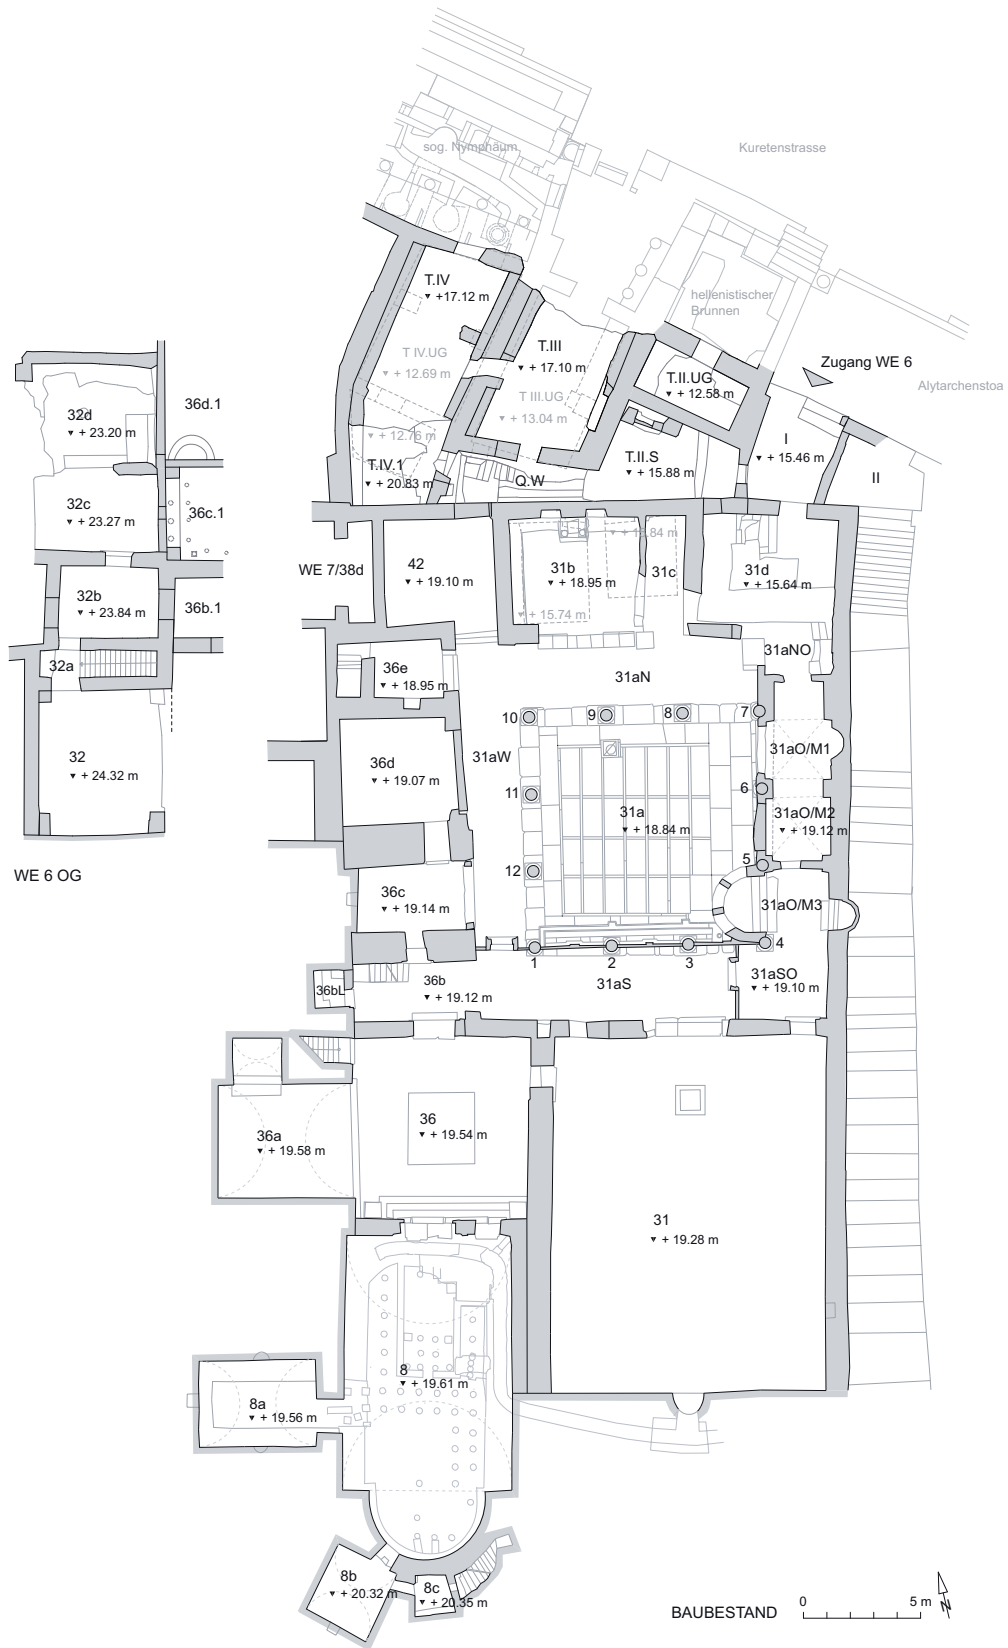 sog. Nymphäum
Kuretenstrasse
T.IV
▼ +17.12 m
hellenistischer
Brunnen
T IV.UG
+ 12.69 m
T.III
▼ + 17.10 m
T III.UG
+ 13.04 m
Zugang WE 6
Alytarchenstoa
T.II.UG
▼ + 12.58 m
+ 12.76 m
T.IV.1
▼ + 20.83 m
Q.W
T.II.S
▼ + 15.88 m
I
▼ + 15.46 m
II
32d
▼ + 23.20 m
36d.1
32c
▼ + 23.27 m
36c.1
32b
▼ + 23.84 m
36b.1
32a
32
▼ + 24.32 m
WE 6 OG
WE 7/38d
42
▼ + 19.10 m
31b
▼ + 18.95 m
▼ + 15.74 m
31c
31d
▼ + 15.64 m
36e
▼ + 18.95 m
31aN
31aNO
10
9
8
7
36d
▼ + 19.07 m
31aW
31aO/M1
11
6
31a
▼ + 18.84 m
31aO/M2
▼ + 19.12 m
12
5
36c
▼ + 19.14 m
31aO/M3
1
2
3
4
36bL
36b
▼ + 19.12 m
31aS
31aSO
▼ + 19.10 m
36a
▼ + 19.58 m
36
▼ + 19.54 m
31
▼ + 19.28 m
8
▼ + 19.61 m
8a
▼ + 19.56 m
8b
▼ + 20.32 m
8c
▼ + 20.35 m
BAUBESTAND
0
5 m
N